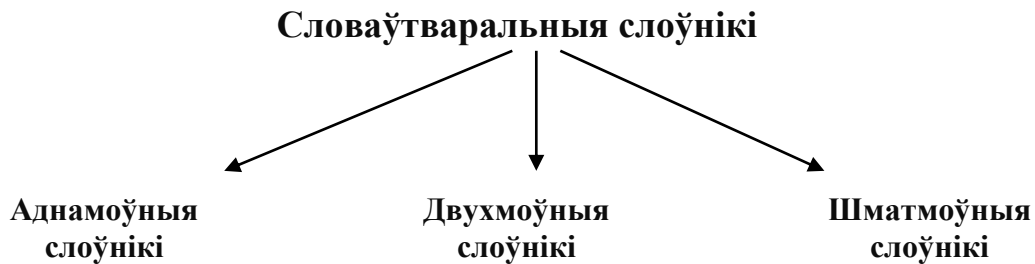 Словаўтваральныя слоўнікі
Аднамоўныя
слоўнікі
Двухмоўныя
слоўнікі
Шматмоўныя
слоўнікі